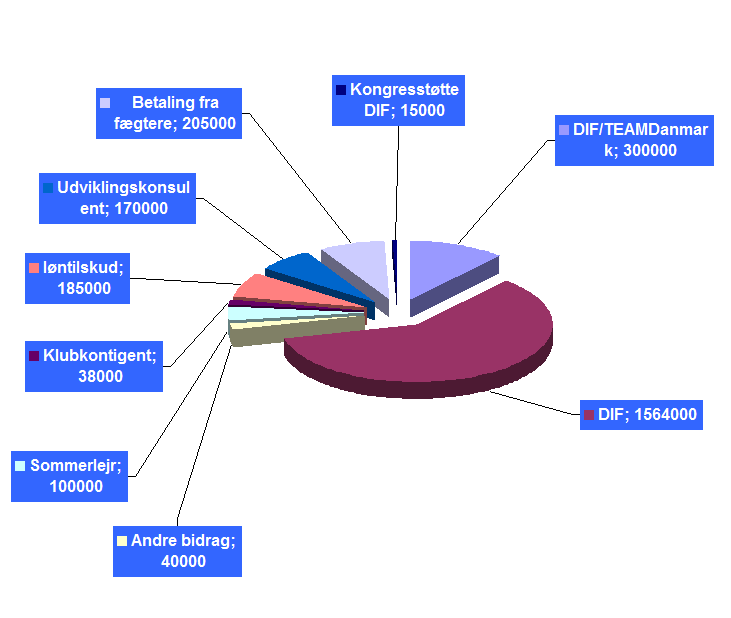 Kongresstøtte
DIF; 15000
Betaling fra
fægtere; 205000
DIF/TEAMDanmar
k; 300000
Udviklingskonsul
ent; 170000
løntilskud;
185000
Klubkontigent;
38000
DIF; 1564000
Sommerlejr;
100000
Andre bidrag;
40000